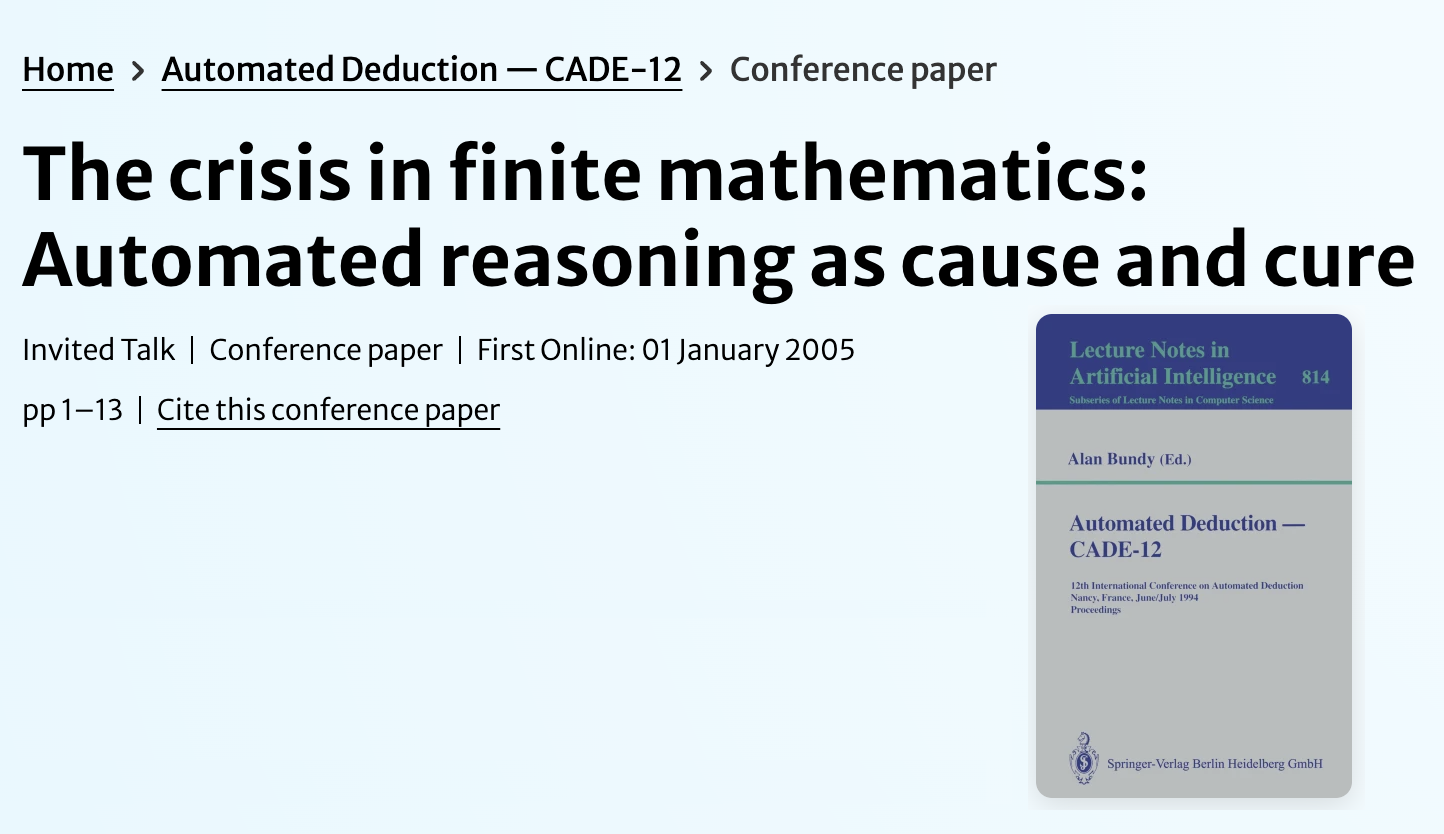 Home > Automated Deduction — CADE-12 > Conference paper
The crisis in finite mathematics:
Automated reasoning as cause and cure
Invited Talk | Conference paper | First Online: 01 January 2005
pp 1–13 | Cite this conference paper
Lecture Notes in
Artificial Intelligence 814
Subseries of Lecture Notes in Computer Science
Alan Bundy (Ed.)
Automated Deduction —
CADE-12
12th International Conference on Automated Deduction
Nancy, France, June/July 1994
Proceedings
Springer-Verlag Berlin Heidelberg GmbH